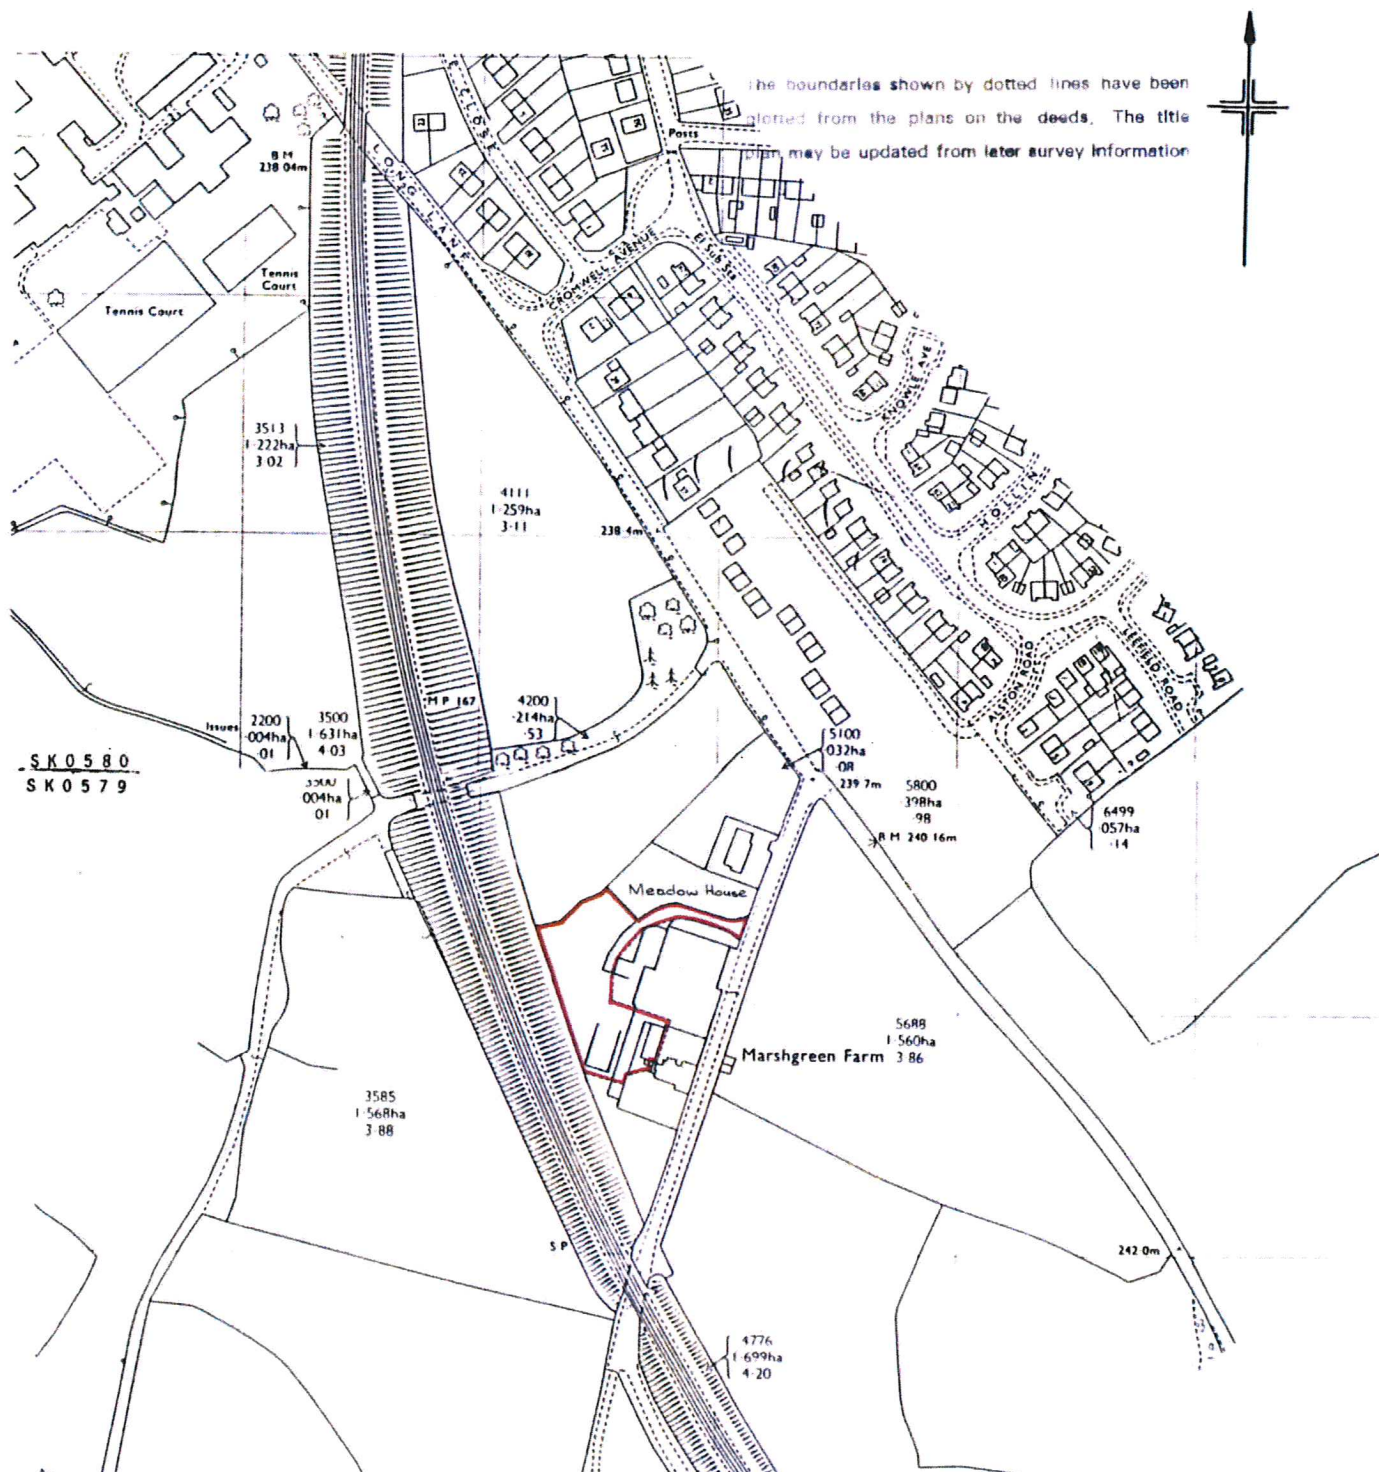 The boundaries shown by dotted lines have been
plotted from the plans on the deeds. The title
plan may be updated from later survey information
CLOSE
Posts
B M
238 04m
LONG LANE
CROMWELL AVENUE
El Sub Sta
Tennis
Court
Tennis Court
KNOWLE AVE
3513
1·222ha
3·02
4111
1·259ha
3·11
HOLLIN
238·4m
ALSTON ROAD
LEEFIELD ROAD
M P 167
4200
·214ha
·53
Issues
2200
·004ha
·01
3500
1·631ha
4·03
5100
·032ha
·08
239 7m
SK0580
SK0579
3300
·004ha
·01
5800
·398ha
·98
B M 240 16m
6499
·057ha
·14
Meadow House
5688
1·560ha
3·86
Marshgreen Farm
3585
1·568ha
3·88
S P
242 0m
4776
1·699ha
4·20